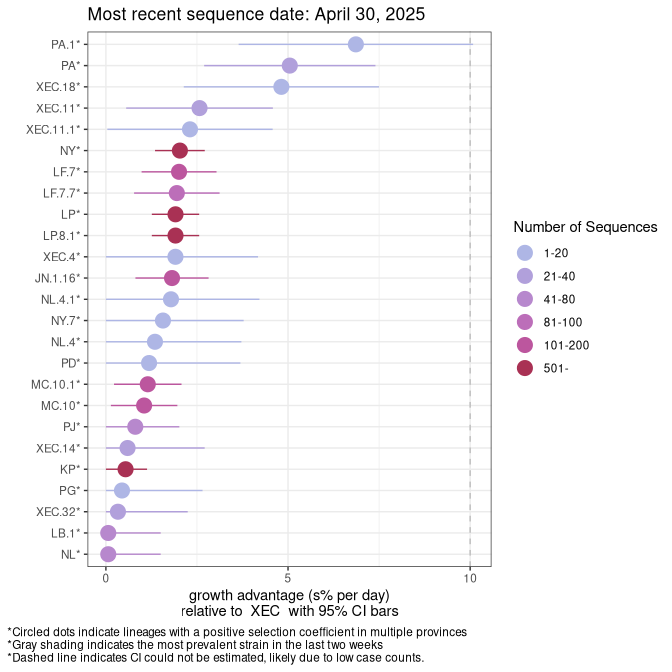 Most recent sequence date: April 30, 2025
PA.1*
PA*
XEC.18*
XEC.11*
XEC.11.1*
NY*
LF.7*
LF.7.7*
LP*
LP.8.1*
XEC.4*
JN.1.16*
NL.4.1*
NY.7*
NL.4*
PD*
MC.10.1*
MC.10*
PJ*
XEC.14*
KP*
PG*
XEC.32*
LB.1*
NL*
0 5 10
growth advantage (s% per day)
relative to XEC with 95% CI bars
Number of Sequences
1-20
21-40
41-80
81-100
101-200
501-
*Circled dots indicate lineages with a positive selection coefficient in multiple provinces
*Gray shading indicates the most prevalent strain in the last two weeks
*Dashed line indicates CI could not be estimated, likely due to low case counts.